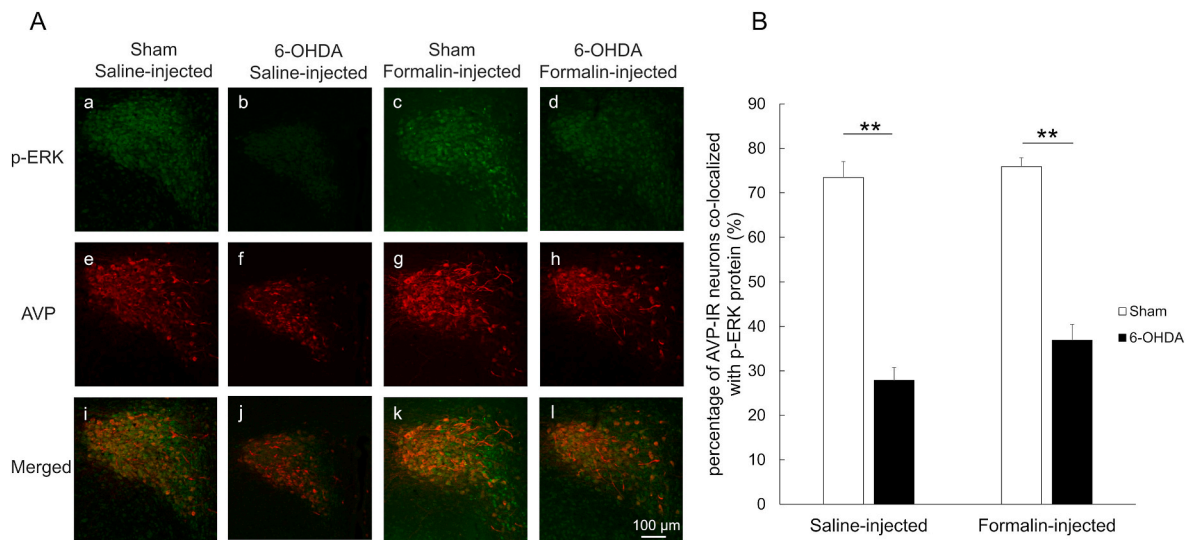 A
B
Sham
Saline-injected
6-OHDA
Saline-injected
Sham
Formalin-injected
6-OHDA
Formalin-injected
p-ERK
a
b
c
d
AVP
e
f
g
h
Merged
i
j
k
l
100 µm
percentage of AVP-IR neurons co-localized
with p-ERK protein (%)
90
80
70
60
50
40
30
20
10
0
**
**
Saline-injected
Formalin-injected
Sham
6-OHDA